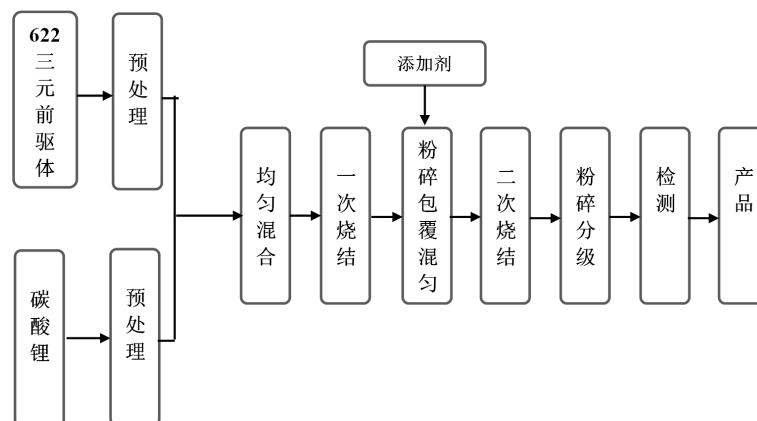 622
三元前驱体
预处理
添加剂
均匀混合
一次烧结
粉碎包覆混匀
二次烧结
粉碎分级
检测
产品
碳酸锂
预处理